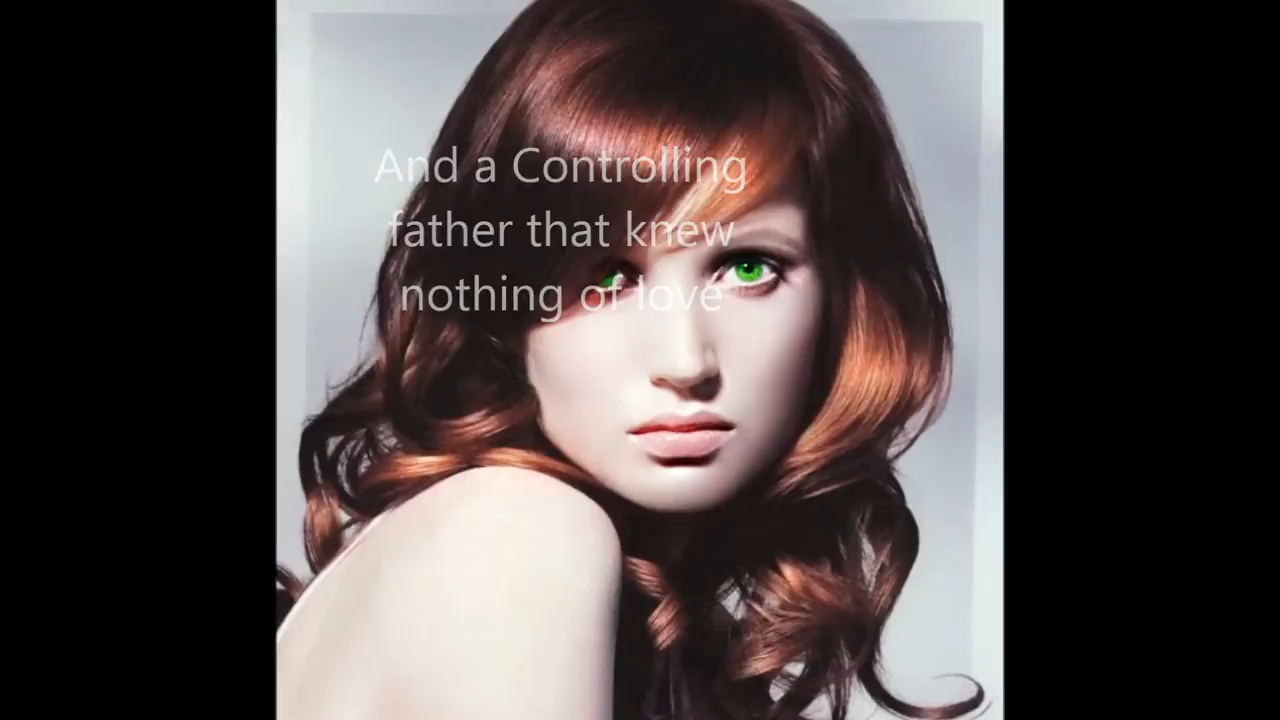 And a Controlling
father that knew
nothing of love